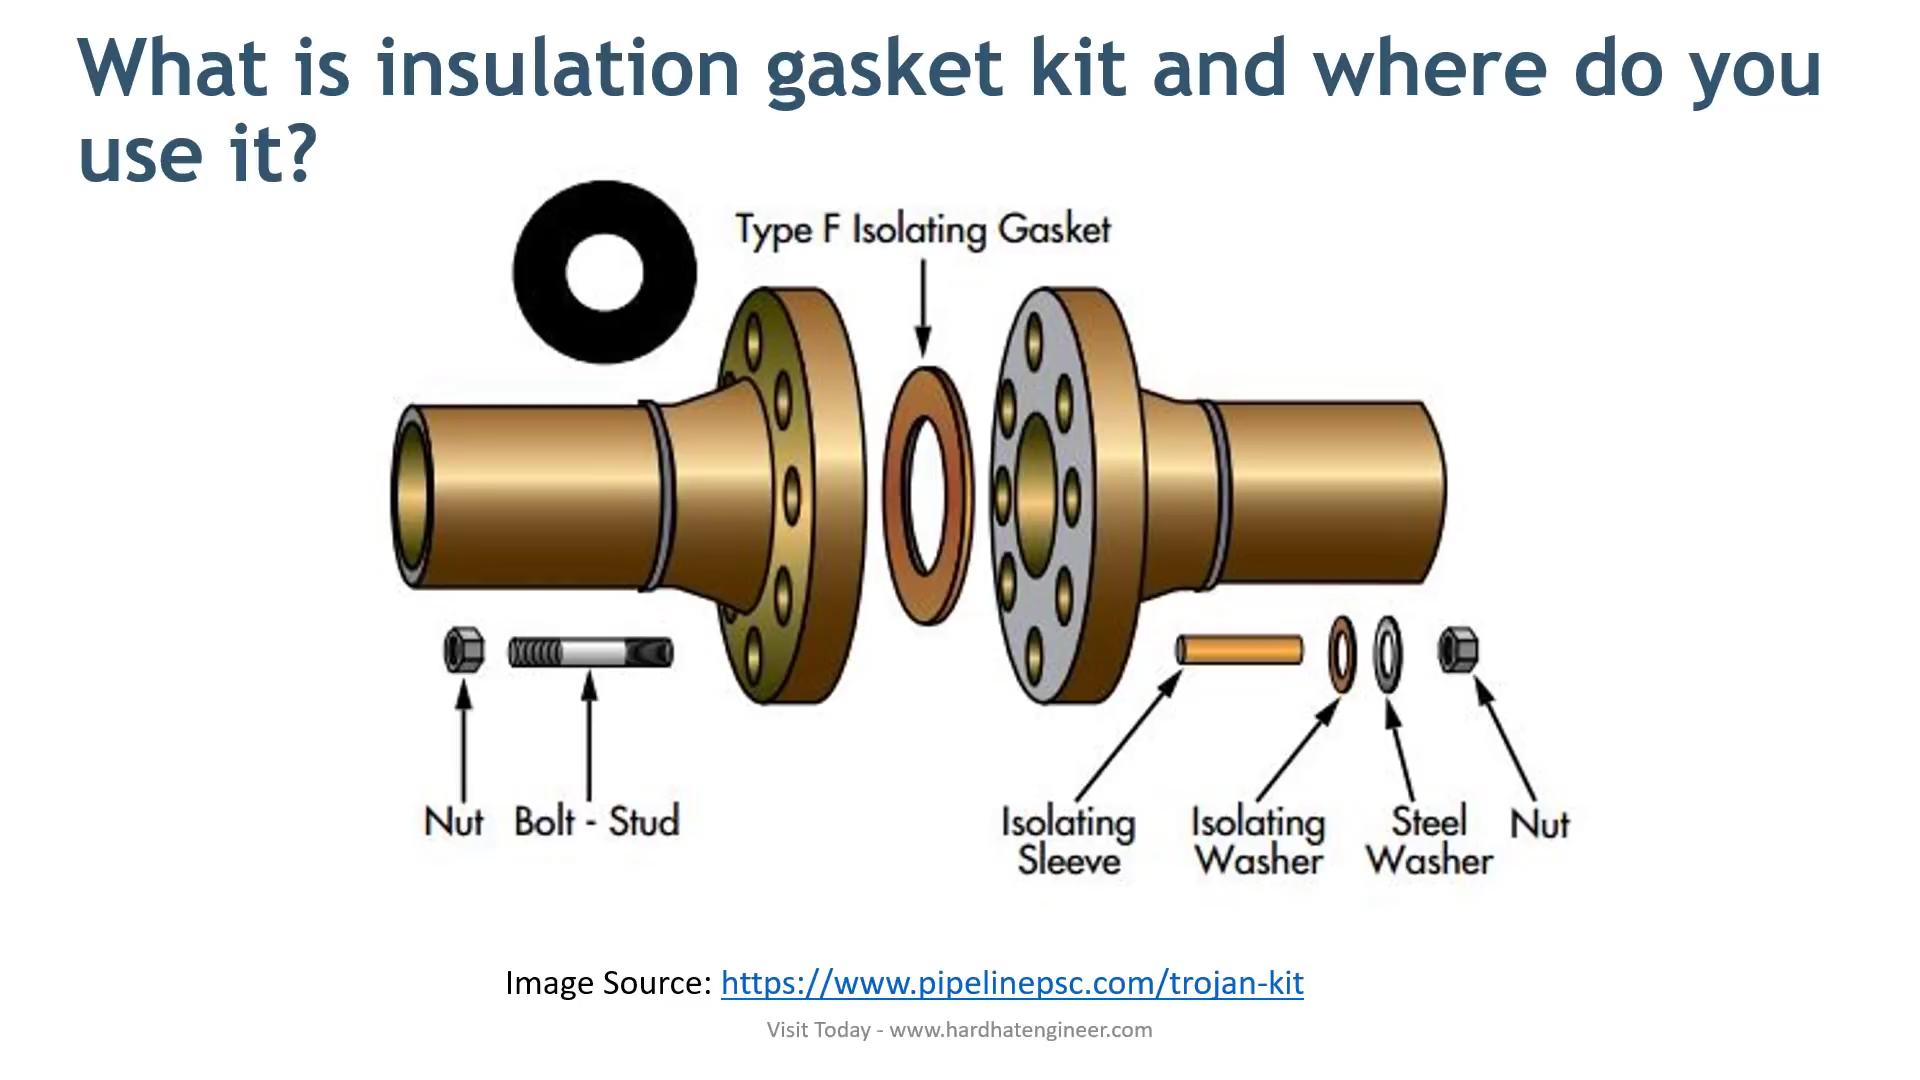 What is insulation gasket kit and where do you
use it?
Type F Isolating Gasket
Nut
Bolt - Stud
Isolating
Sleeve
Isolating
Washer
Steel
Washer
Nut
Image Source: https://www.pipelinepsc.com/trojan-kit
Visit Today - www.hardhatengineer.com